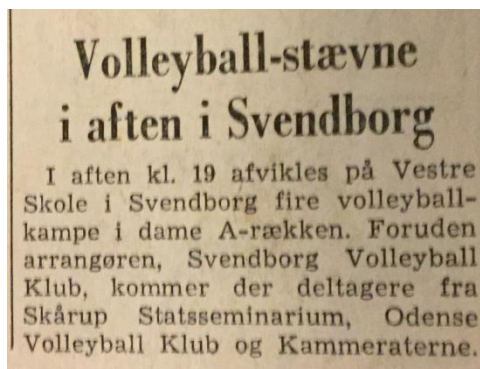 Volleyball-stævne
i aften i Svendborg
I aften kl. 19 afvikles på Vestre
Skole i Svendborg fire volleyball-
kampe i dame A-rækken. Foruden
arrangøren, Svendborg Volleyball
Klub, kommer der deltagere fra
Skårup Statsseminarium, Odense
Volleyball Klub og Kammeraterne.